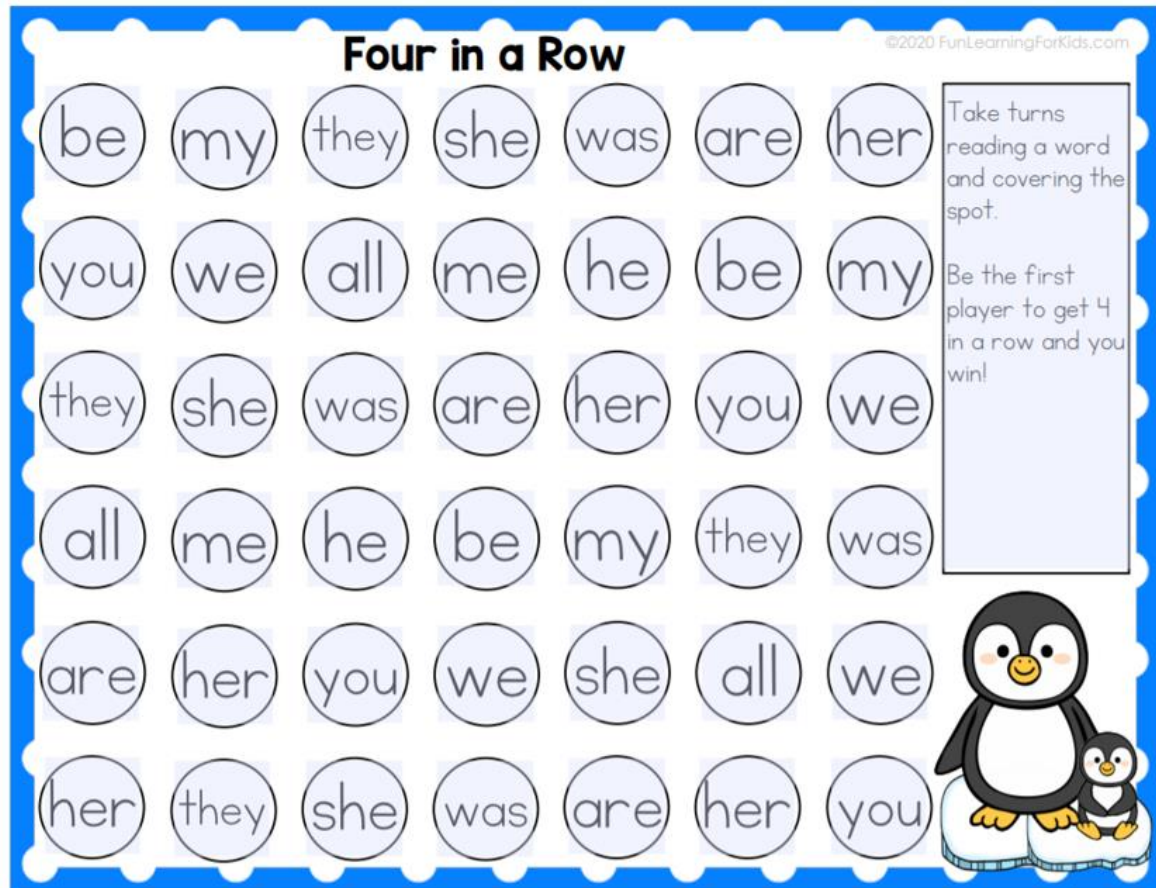 Four in a Row
©2020 FunLearningForKids.com
be my they she was are her
you we all me he be my
they she was are her you we
all me he be my they was
are her you we she all we
her they she was are her you
Take turns
reading a word
and covering the
spot.
Be the first
player to get 4
in a row and you
win!